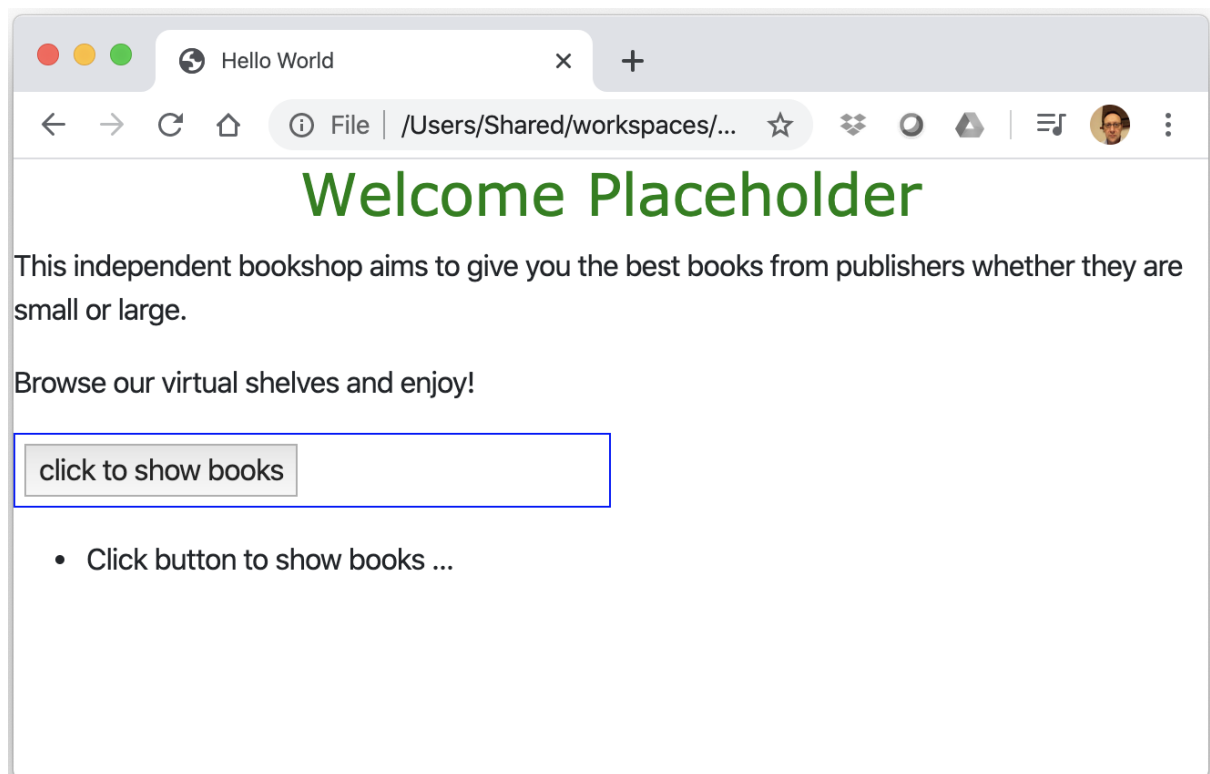 Hello World
File /Users/Shared/workspaces/...
Welcome Placeholder
This independent bookshop aims to give you the best books from publishers whether they are
small or large.
Browse our virtual shelves and enjoy!
click to show books
• Click button to show books ...